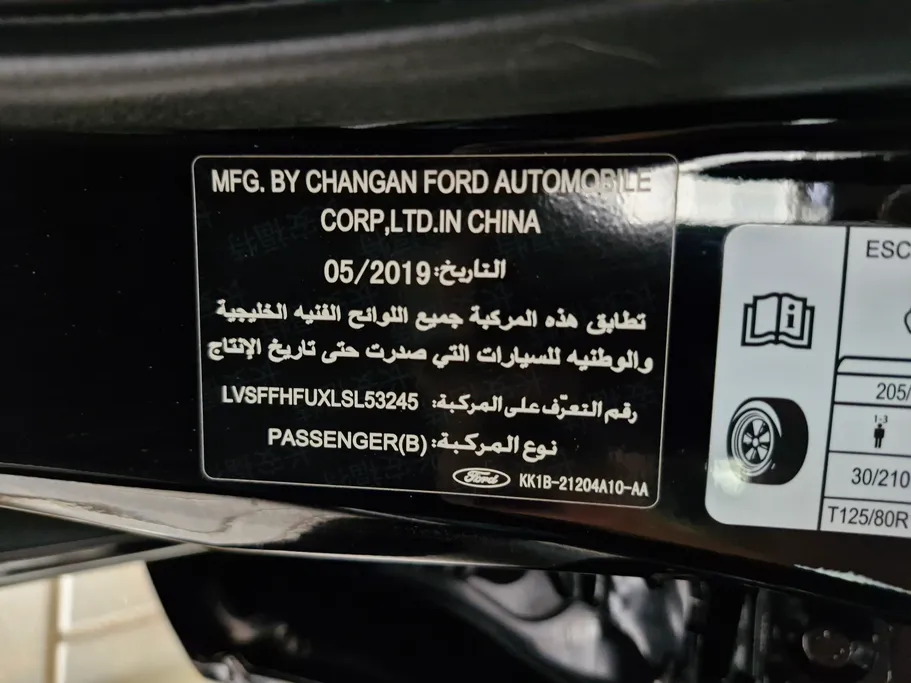 MFG. BY CHANGAN FORD AUTOMOBILE
CORP,LTD.IN CHINA
التاريخ: 05/2019
تطابق هذه المركبة جميع اللوائح الفنيه الخليجية
والوطنيه للسيارات التي صدرت حتى تاريخ الإنتاج
رقم التعرّف على المركبة: LVSFFHFUXLSL53245
نوع المركبة: PASSENGER(B)
Ford KK1B-21204A10-AA
ESC
205/
1-3
30/210
T125/80R